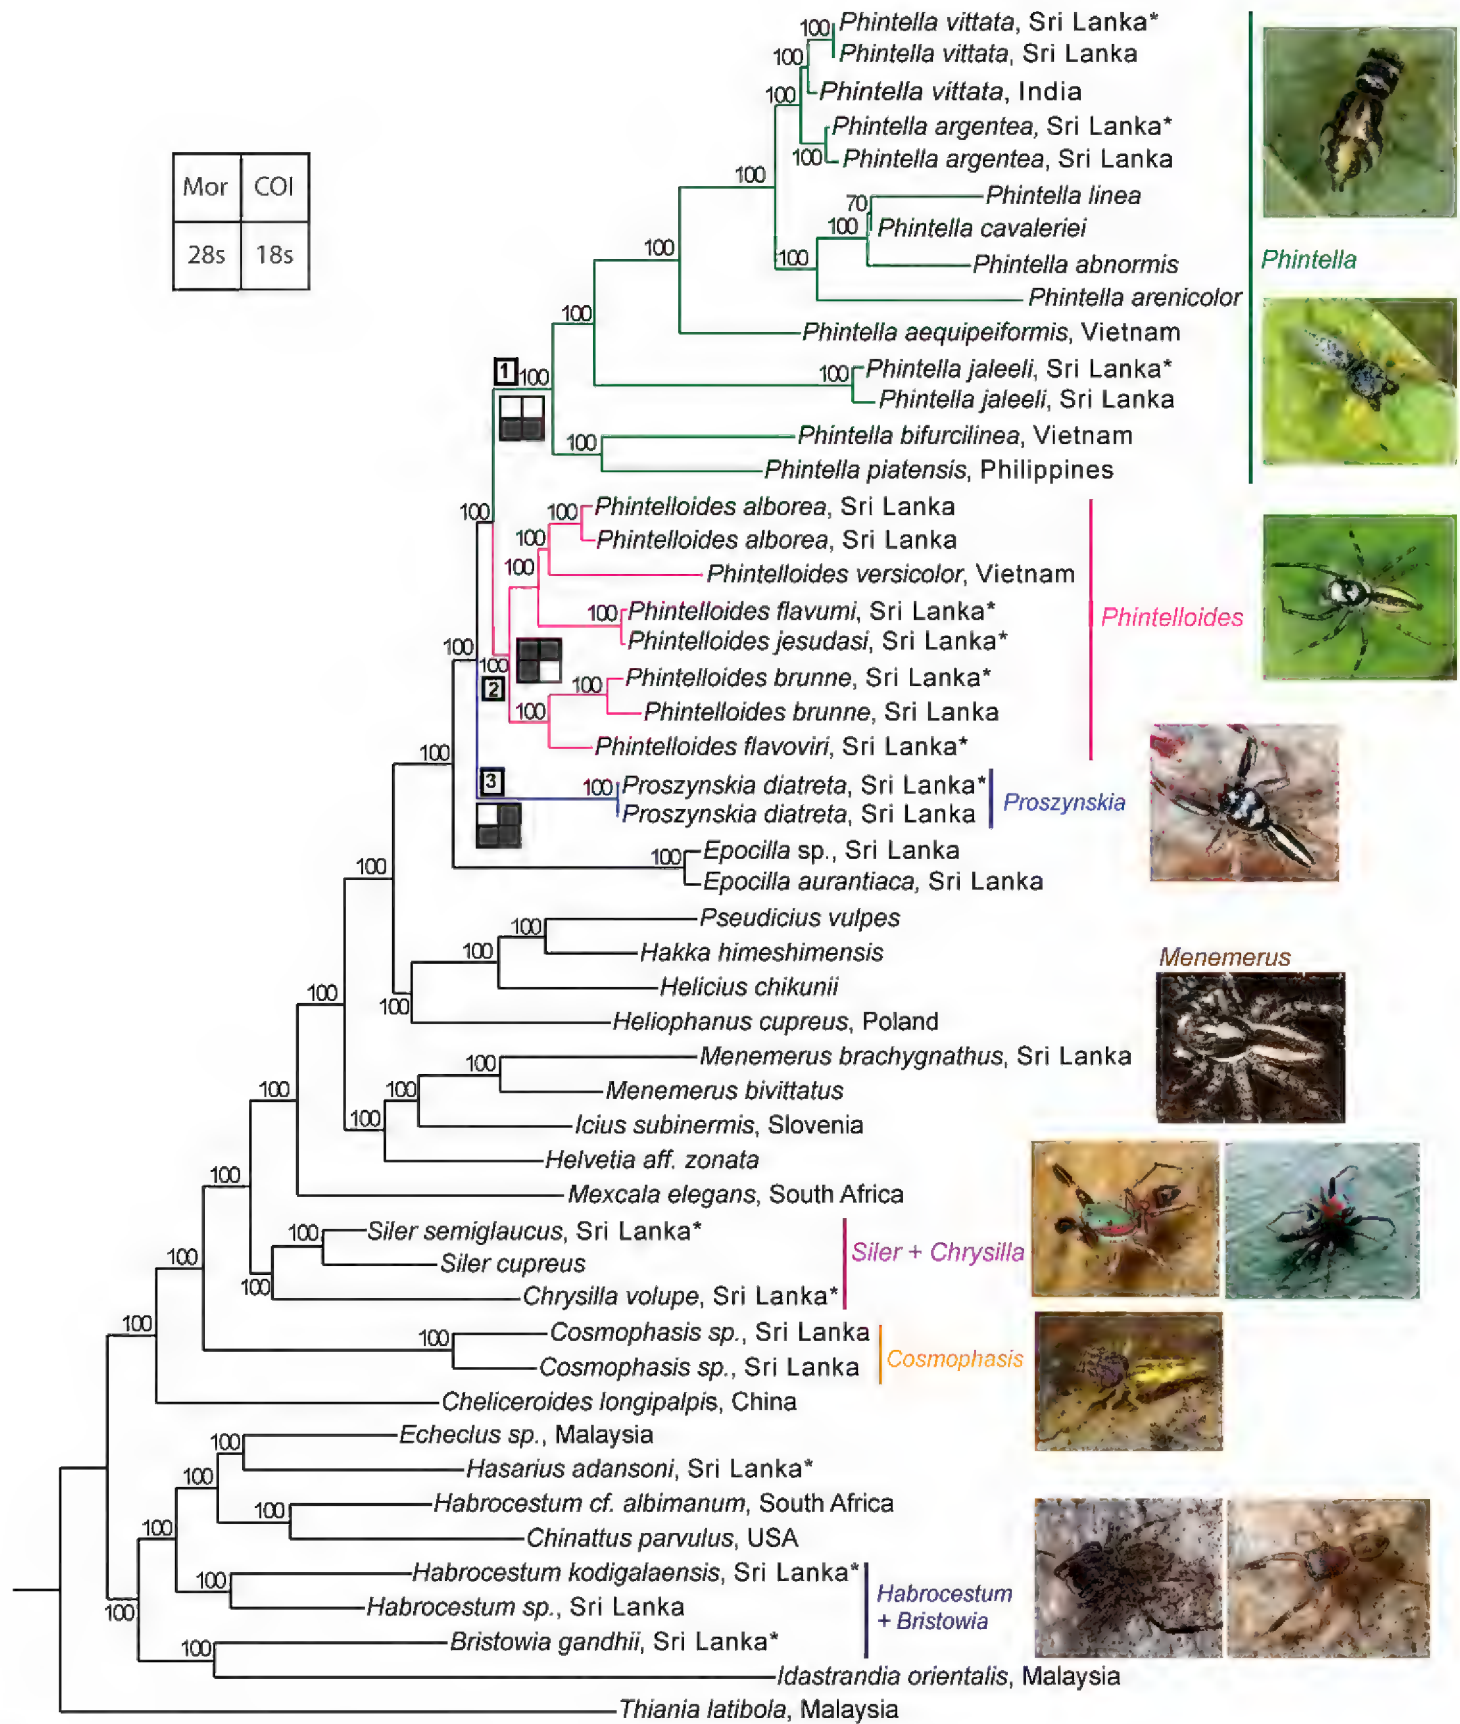 100
Phintella vittata, Sri Lanka*
Phintella vittata, Sri Lanka
100
Phintella vittata, India
100
Phintella argentea, Sri Lanka*
100
Phintella argentea, Sri Lanka
Mor
COI
28s
18s
100
Phintella linea
70
100
Phintella cavaleriei
100
100
Phintella abnormis
Phintella
Phintella arenicolor
100
Phintella aequipeiformis, Vietnam
1
100
100
Phintella jaleeli, Sri Lanka*
Phintella jaleeli, Sri Lanka
100
Phintella bifurcilinea, Vietnam
Phintella piatensis, Philippines
100
100
Phintelloides alborea, Sri Lanka
100
Phintelloides alborea, Sri Lanka
100
Phintelloides versicolor, Vietnam
100
Phintelloides flavumi, Sri Lanka*
Phintelloides
Phintelloides jesudasi, Sri Lanka*
100
100
2
100
Phintelloides brunne, Sri Lanka*
100
Phintelloides brunne, Sri Lanka
Phintelloides flavoviri, Sri Lanka*
100
3
100
Proszynskia diatreta, Sri Lanka*
Proszynskia
Proszynskia diatreta, Sri Lanka
100
Epocilla sp., Sri Lanka
100
Epocilla aurantiaca, Sri Lanka
100
Pseudicius vulpes
100
Hakka himeshimensis
Menemerus
100
Helicius chikunii
100
Heliophanus cupreus, Poland
100
Menemerus brachygnathus, Sri Lanka
100
100
Menemerus bivittatus
100
Icius subinermis, Slovenia
Helvetia aff. zonata
100
Mexcala elegans, South Africa
100
Siler semiglaucus, Sri Lanka*
Siler + Chrysilla
100
Siler cupreus
100
Chrysilla volupe, Sri Lanka*
100
100
Cosmophasis sp., Sri Lanka
Cosmophasis
Cosmophasis sp., Sri Lanka
Cheliceroides longipalpis, China
100
Echeclus sp., Malaysia
100
Hasarius adansoni, Sri Lanka*
100
Habrocestum cf. albimanum, South Africa
100
Chinattus parvulus, USA
100
Habrocestum kodigalaensis, Sri Lanka*
Habrocestum
+ Bristowia
100
Habrocestum sp., Sri Lanka
100
Bristowia gandhii, Sri Lanka*
Idastrandia orientalis, Malaysia
Thiania latibola, Malaysia